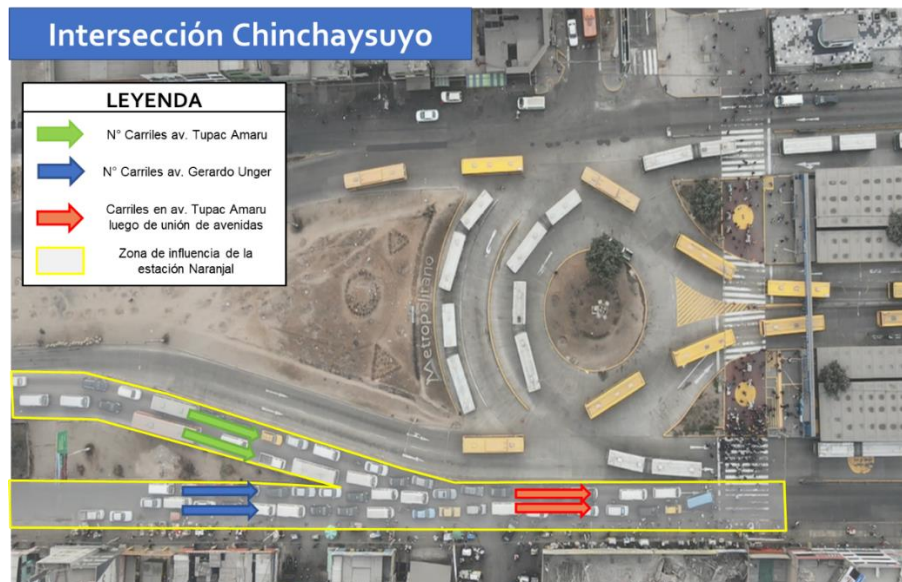 Intersección Chinchaysuyo
LEYENDA
N° Carriles av. Tupac Amaru
N° Carriles av. Gerardo Unger
Carriles en av. Tupac Amaru
luego de unión de avenidas
Zona de influencia de la
estación Naranjal
Metropolitano